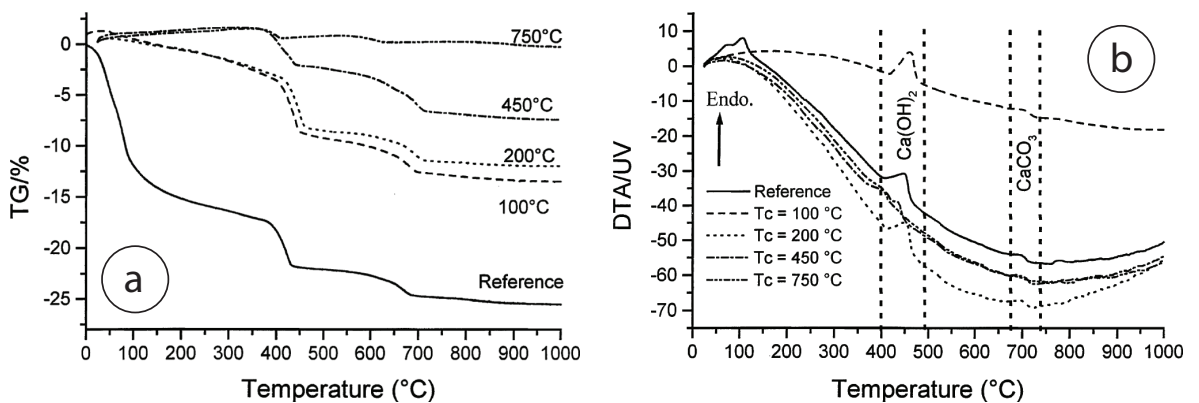 0
-5
-10
-15
-20
-25
TG/%
750°C
450°C
200°C
100°C
Reference
a
0 100 200 300 400 500 600 700 800 900 1000
Temperature (°C)
10
0
-10
-20
-30
-40
-50
-60
-70
DTA/UV
Endo.
Ca(OH)2
CaCO3
b
Reference
Tc = 100 °C
Tc = 200 °C
Tc = 450 °C
Tc = 750 °C
0 100 200 300 400 500 600 700 800 900 1000
Temperature (°C)